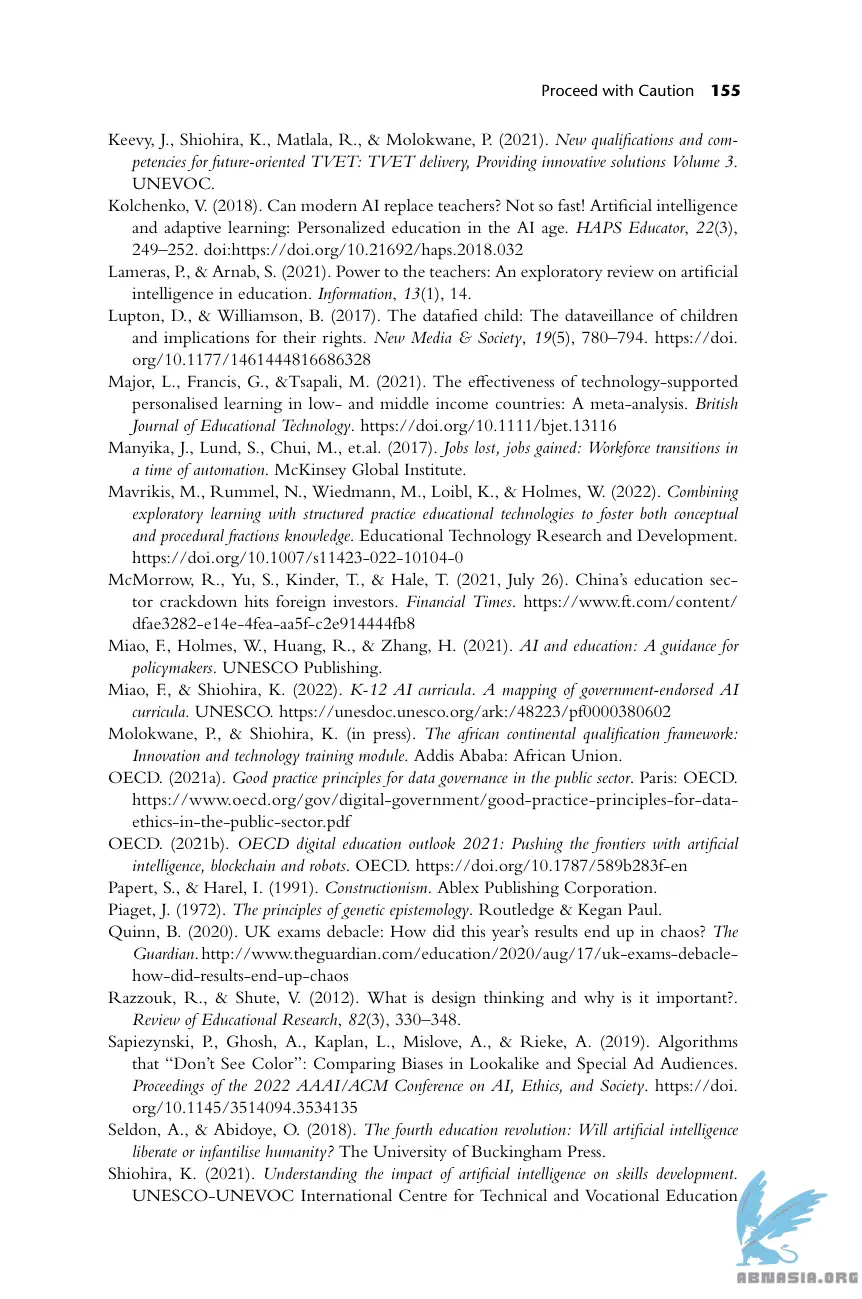 Proceed with Caution 155
Keevy, J., Shiohira, K., Matlala, R., & Molokwane, P. (2021). New qualifications and com-
petencies for future-oriented TVET: TVET delivery, Providing innovative solutions Volume 3.
UNEVOC.
Kolchenko, V. (2018). Can modern AI replace teachers? Not so fast! Artificial intelligence
and adaptive learning: Personalized education in the AI age. HAPS Educator, 22(3),
249–252. doi:https://doi.org/10.21692/haps.2018.032
Lameras, P., & Arnab, S. (2021). Power to the teachers: An exploratory review on artificial
intelligence in education. Information, 13(1), 14.
Lupton, D., & Williamson, B. (2017). The datafied child: The dataveillance of children
and implications for their rights. New Media & Society, 19(5), 780–794. https://doi.
org/10.1177/1461444816686328
Major, L., Francis, G., &Tsapali, M. (2021). The effectiveness of technology-supported
personalised learning in low- and middle income countries: A meta-analysis. British
Journal of Educational Technology. https://doi.org/10.1111/bjet.13116
Manyika, J., Lund, S., Chui, M., et.al. (2017). Jobs lost, jobs gained: Workforce transitions in
a time of automation. McKinsey Global Institute.
Mavrikis, M., Rummel, N., Wiedmann, M., Loibl, K., & Holmes, W. (2022). Combining
exploratory learning with structured practice educational technologies to foster both conceptual
and procedural fractions knowledge. Educational Technology Research and Development.
https://doi.org/10.1007/s11423-022-10104-0
McMorrow, R., Yu, S., Kinder, T., & Hale, T. (2021, July 26). China's education sec-
tor crackdown hits foreign investors. Financial Times. https://www.ft.com/content/
dfae3282-e14e-4fea-aa5f-c2e914444fb8
Miao, F., Holmes, W., Huang, R., & Zhang, H. (2021). AI and education: A guidance for
policymakers. UNESCO Publishing.
Miao, F., & Shiohira, K. (2022). K-12 AI curricula. A mapping of government-endorsed AI
curricula. UNESCO. https://unesdoc.unesco.org/ark:/48223/pf0000380602
Molokwane, P., & Shiohira, K. (in press). The african continental qualification framework:
Innovation and technology training module. Addis Ababa: African Union.
OECD. (2021a). Good practice principles for data governance in the public sector. Paris: OECD.
https://www.oecd.org/gov/digital-government/good-practice-principles-for-data-
ethics-in-the-public-sector.pdf
OECD. (2021b). OECD digital education outlook 2021: Pushing the frontiers with artificial
intelligence, blockchain and robots. OECD. https://doi.org/10.1787/589b283f-en
Papert, S., & Harel, I. (1991). Constructionism. Ablex Publishing Corporation.
Piaget, J. (1972). The principles of genetic epistemology. Routledge & Kegan Paul.
Quinn, B. (2020). UK exams debacle: How did this year's results end up in chaos? The
Guardian. http://www.theguardian.com/education/2020/aug/17/uk-exams-debacle-
how-did-results-end-up-chaos
Razzouk, R., & Shute, V. (2012). What is design thinking and why is it important?.
Review of Educational Research, 82(3), 330–348.
Sapiezynski, P., Ghosh, A., Kaplan, L., Mislove, A., & Rieke, A. (2019). Algorithms
that “Don't See Color”: Comparing Biases in Lookalike and Special Ad Audiences.
Proceedings of the 2022 AAAI/ACM Conference on AI, Ethics, and Society. https://doi.
org/10.1145/3514094.3534135
Seldon, A., & Abidoye, O. (2018). The fourth education revolution: Will artificial intelligence
liberate or infantilise humanity? The University of Buckingham Press.
Shiohira, K. (2021). Understanding the impact of artificial intelligence on skills development.
UNESCO-UNEVOC International Centre for Technical and Vocational Education
ABNASIA.ORG